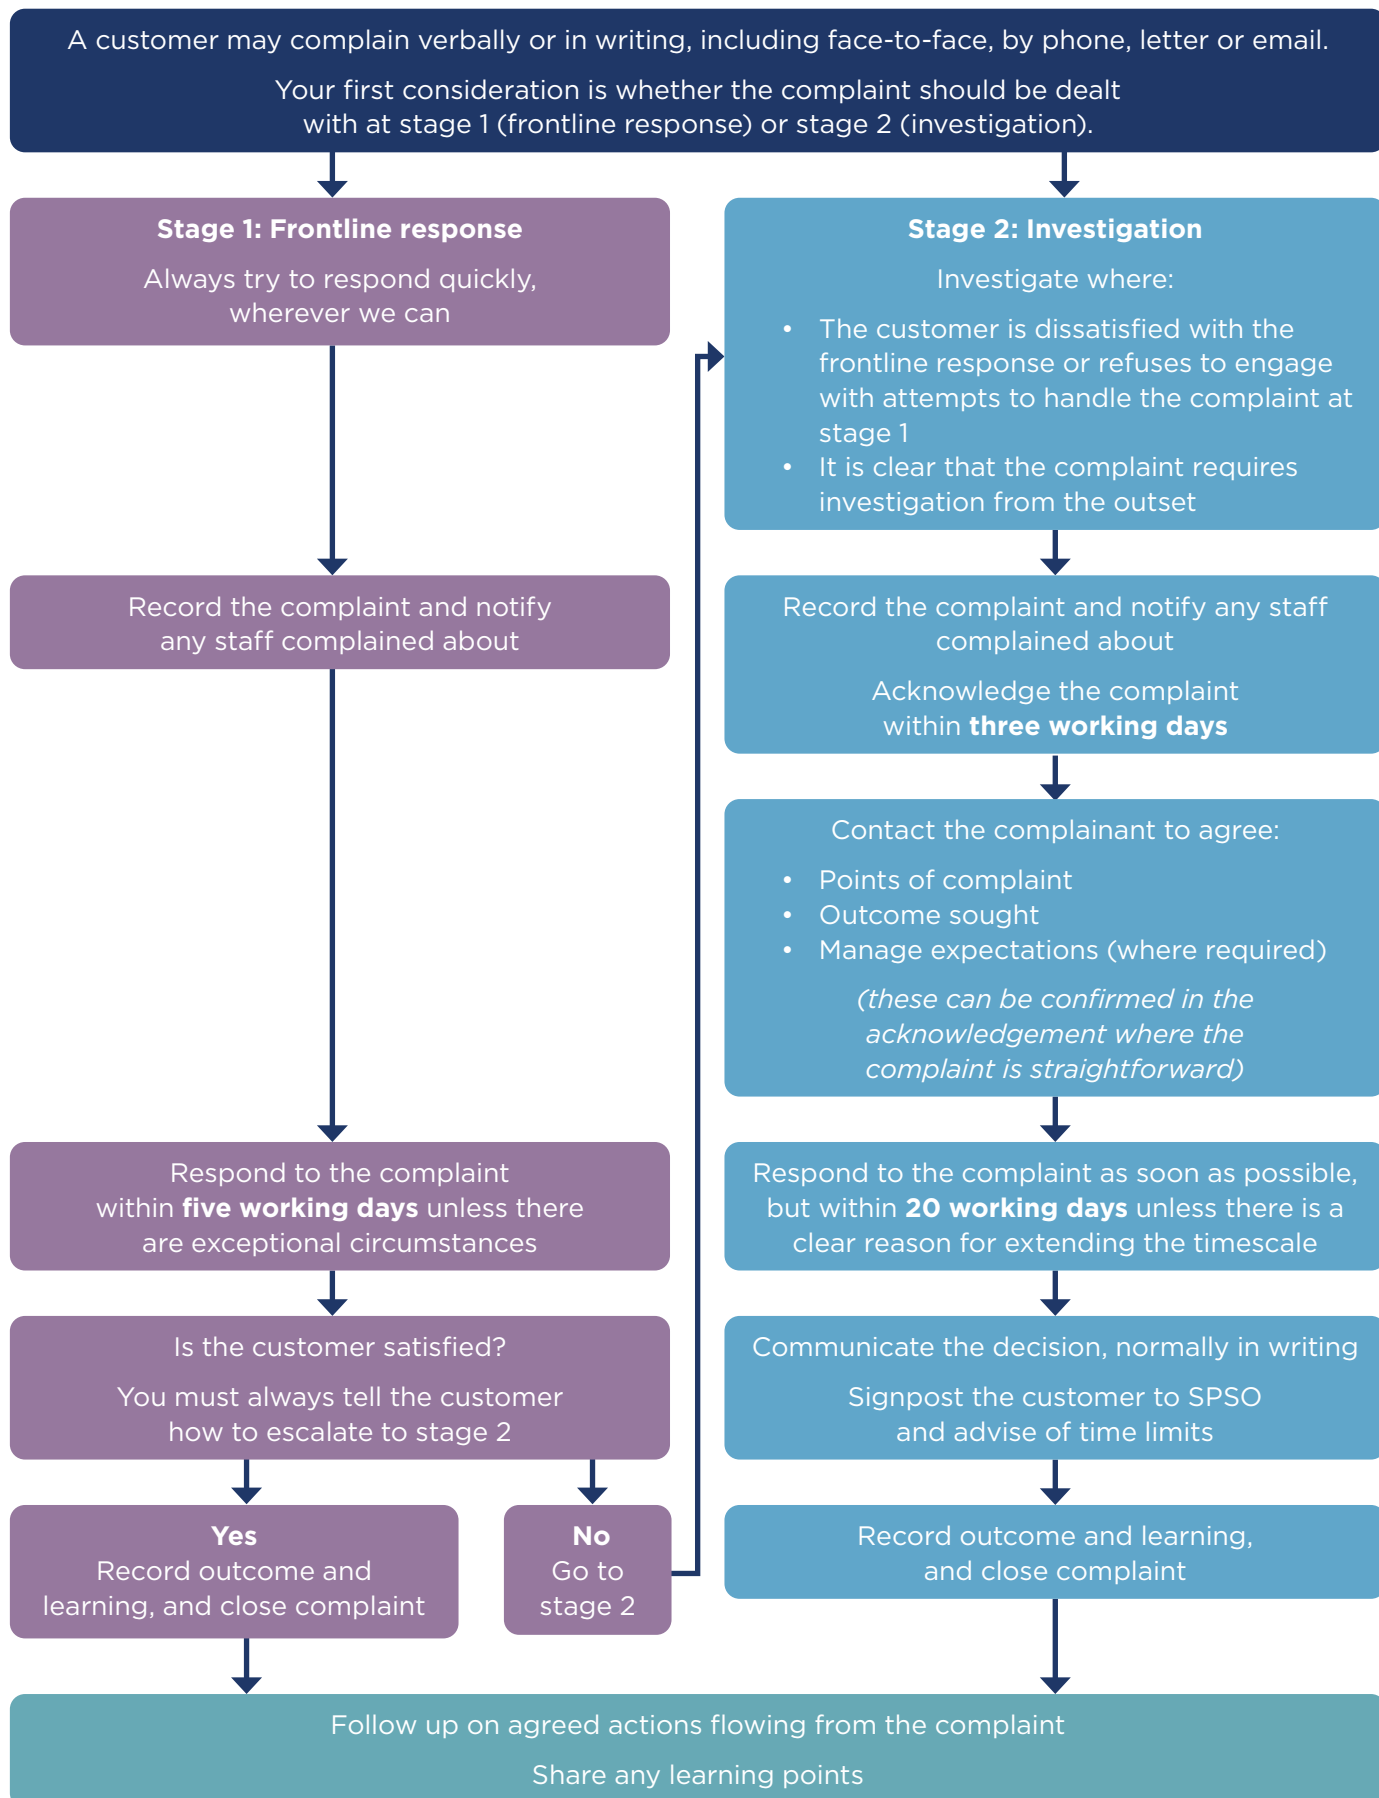 A customer may complain verbally or in writing, including face-to-face, by phone, letter or email.
Your first consideration is whether the complaint should be dealt
with at stage 1 (frontline response) or stage 2 (investigation).
Stage 1: Frontline response
Always try to respond quickly,
wherever we can
Record the complaint and notify
any staff complained about
Respond to the complaint
within five working days unless there
are exceptional circumstances
Is the customer satisfied?
You must always tell the customer
how to escalate to stage 2
Yes
Record outcome and
learning, and close complaint
No
Go to
stage 2
Stage 2: Investigation
Investigate where:
• The customer is dissatisfied with the
frontline response or refuses to engage
with attempts to handle the complaint at
stage 1
• It is clear that the complaint requires
investigation from the outset
Record the complaint and notify any staff
complained about
Acknowledge the complaint
within three working days
Contact the complainant to agree:
• Points of complaint
• Outcome sought
• Manage expectations (where required)
(these can be confirmed in the
acknowledgement where the
complaint is straightforward)
Respond to the complaint as soon as possible,
but within 20 working days unless there is a
clear reason for extending the timescale
Communicate the decision, normally in writing
Signpost the customer to SPSO
and advise of time limits
Record outcome and learning,
and close complaint
Follow up on agreed actions flowing from the complaint
Share any learning points